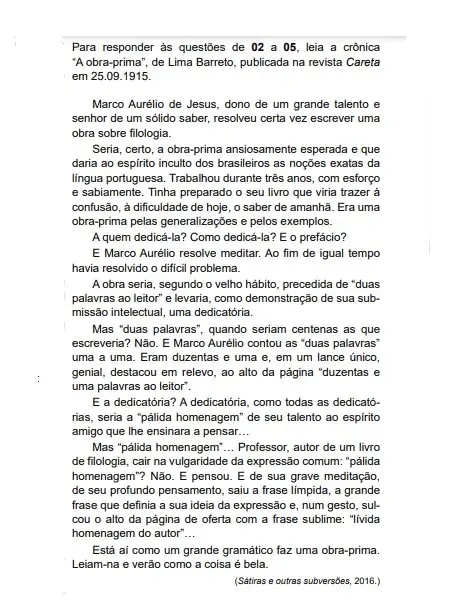 Para responder às questões de 02 a 05, leia a crônica
“A obra-prima”, de Lima Barreto, publicada na revista Careta
em 25.09.1915.
Marco Aurélio de Jesus, dono de um grande talento e
senhor de um sólido saber, resolveu certa vez escrever uma
obra sobre filologia.
Seria, certo, a obra-prima ansiosamente esperada e que
daria ao espírito inculto dos brasileiros as noções exatas da
língua portuguesa. Trabalhou durante três anos, com esforço
e sabiamente. Tinha preparado o seu livro que viria trazer à
confusão, à dificuldade de hoje, o saber de amanhã. Era uma
obra-prima pelas generalizações e pelos exemplos.
A quem dedicá-la? Como dedicá-la? E o prefácio?
E Marco Aurélio resolve meditar. Ao fim de igual tempo
havia resolvido o difícil problema.
A obra seria, segundo o velho hábito, precedida de “duas
palavras ao leitor” e levaria, como demonstração de sua sub-
missão intelectual, uma dedicatória.
Mas “duas palavras”, quando seriam centenas as que
escreveria? Não. E Marco Aurélio contou as “duas palavras”
uma a uma. Eram duzentas e uma e, em um lance único,
genial, destacou em relevo, ao alto da página “duzentas e
uma palavras ao leitor”.
E a dedicatória? A dedicatória, como todas as dedicató-
rias, seria a “pálida homenagem” de seu talento ao espírito
amigo que lhe ensinara a pensar…
Mas “pálida homenagem”… Professor, autor de um livro
de filologia, cair na vulgaridade da expressão comum: “pálida
homenagem”? Não. E pensou. E de sua grave meditação,
de seu profundo pensamento, saiu a frase límpida, a grande
frase que definia a sua ideia da expressão e, num gesto, sul-
cou o alto da página de oferta com a frase sublime: “lívida
homenagem do autor”…
Está aí como um grande gramático faz uma obra-prima.
Leiam-na e verão como a coisa é bela.
(Sátiras e outras subversões, 2016.)